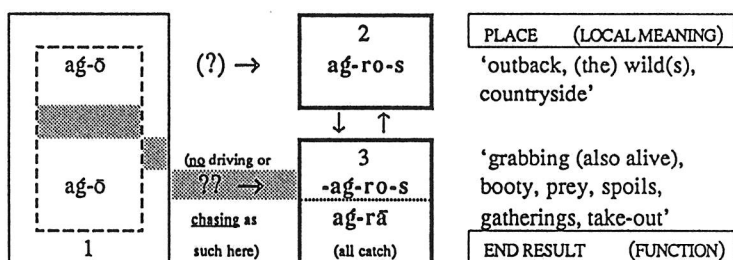 2
PLACE (LOCAL MEANING)
ag-ō (?) → ag-ro-s 'outback, (the) wild(s),
countryside'
↓ ↑
(no driving or 3 'grabbing (also alive),
ag-ō ?? → -ag-ro-s booty, prey, spoils,
chasing as ag-rā gatherings, take-out'
1 such here) (all catch) END RESULT (FUNCTION)